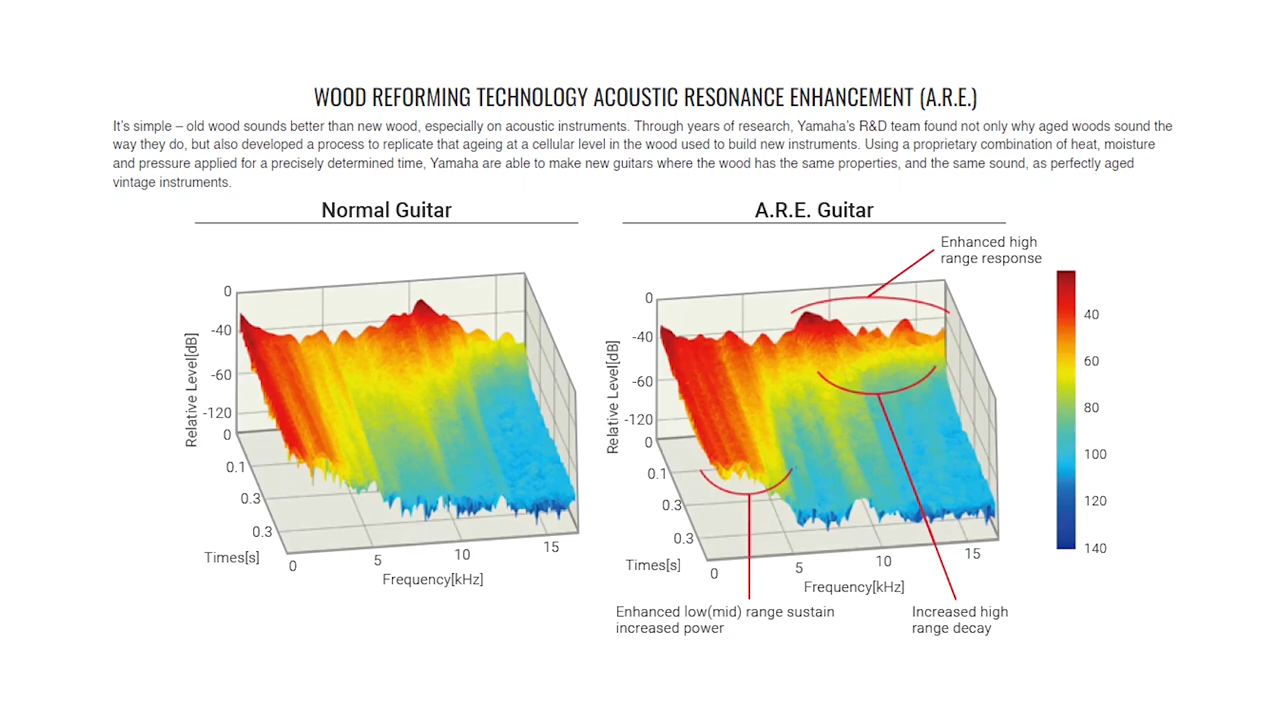 WOOD REFORMING TECHNOLOGY ACOUSTIC RESONANCE ENHANCEMENT (A.R.E.)
It's simple – old wood sounds better than new wood, especially on acoustic instruments. Through years of research, Yamaha's R&D team found not only why aged woods sound the
way they do, but also developed a process to replicate that ageing at a cellular level in the wood used to build new instruments. Using a proprietary combination of heat, moisture
and pressure applied for a precisely determined time, Yamaha are able to make new guitars where the wood has the same properties, and the same sound, as perfectly aged
vintage instruments.
Normal Guitar
0
-40
-60
-120
0
0.1
0.3
0.3
Relative Level[dB]
Times[s]
0
5
10
15
Frequency[kHz]
A.R.E. Guitar
Enhanced high
range response
0
-40
-60
-120
0
0.1
0.3
0.3
Relative Level[dB]
Times[s]
0
5
10
15
Frequency[kHz]
Enhanced low(mid) range sustain
increased power
Increased high
range decay
40
60
80
100
120
140